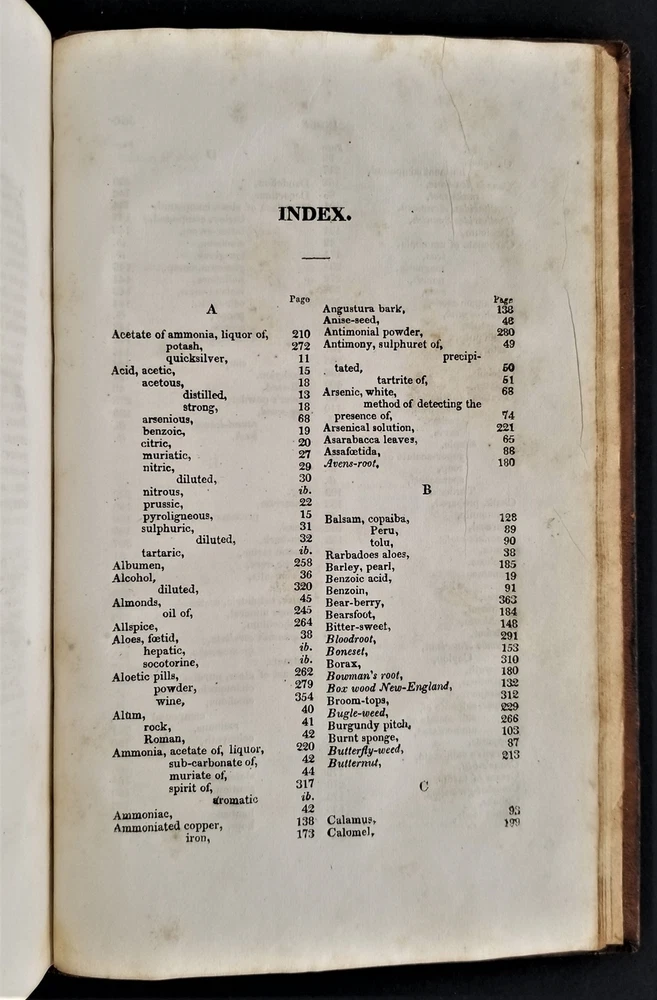 INDEX.
Page
A
Acetate of ammonia, liquor of, 210
potash, 272
quicksilver, 11
Acid, acetic, 15
acetous, 18
distilled, 13
strong, 18
arsenious, 68
benzoic, 19
citric, 20
muriatic, 27
nitric, 29
diluted, 30
nitrous, ib.
prussic, 22
pyroligneous, 15
sulphuric, 31
diluted, 32
tartaric, ib.
Albumen, 258
Alcohol, 36
diluted, 320
Almonds, 45
oil of, 245
Allspice, 264
Aloes, fœtid, 38
hepatic, ib.
socotorine, ib.
Aloetic pills, 262
powder, 279
wine, 354
Alum, 40
rock, 41
Roman, 42
Ammonia, acetate of, liquor, 220
sub-carbonate of, 42
muriate of, 44
spirit of, 317
aromatic ib.
Ammoniac, 42
Ammoniated copper, 138
iron, 173
Page
Angustura bark, 138
Anise-seed, 48
Antimonial powder, 280
Antimony, sulphuret of, 49
precipi-
tated, 50
tartrite of, 51
Arsenic, white, 68
method of detecting the
presence of, 74
Arsenical solution, 221
Asarabacca leaves, 65
Assafœtida, 88
Avens-root, 180
B
Balsam, copaiba, 128
Peru, 89
tolu, 90
Rarbadoes aloes, 38
Barley, pearl, 185
Benzoic acid, 19
Benzoin, 91
Bear-berry, 363
Bearsfoot, 184
Bitter-sweet, 148
Bloodroot, 291
Boneset, 153
Borax, 310
Bowman's root, 180
Box wood New-England, 132
Broom-tops, 312
Bugle-weed, 229
Burgundy pitch, 266
Burnt sponge, 103
Butterfly-weed, 87
Butternut, 213
C
Calamus, 93
Calomel, 199